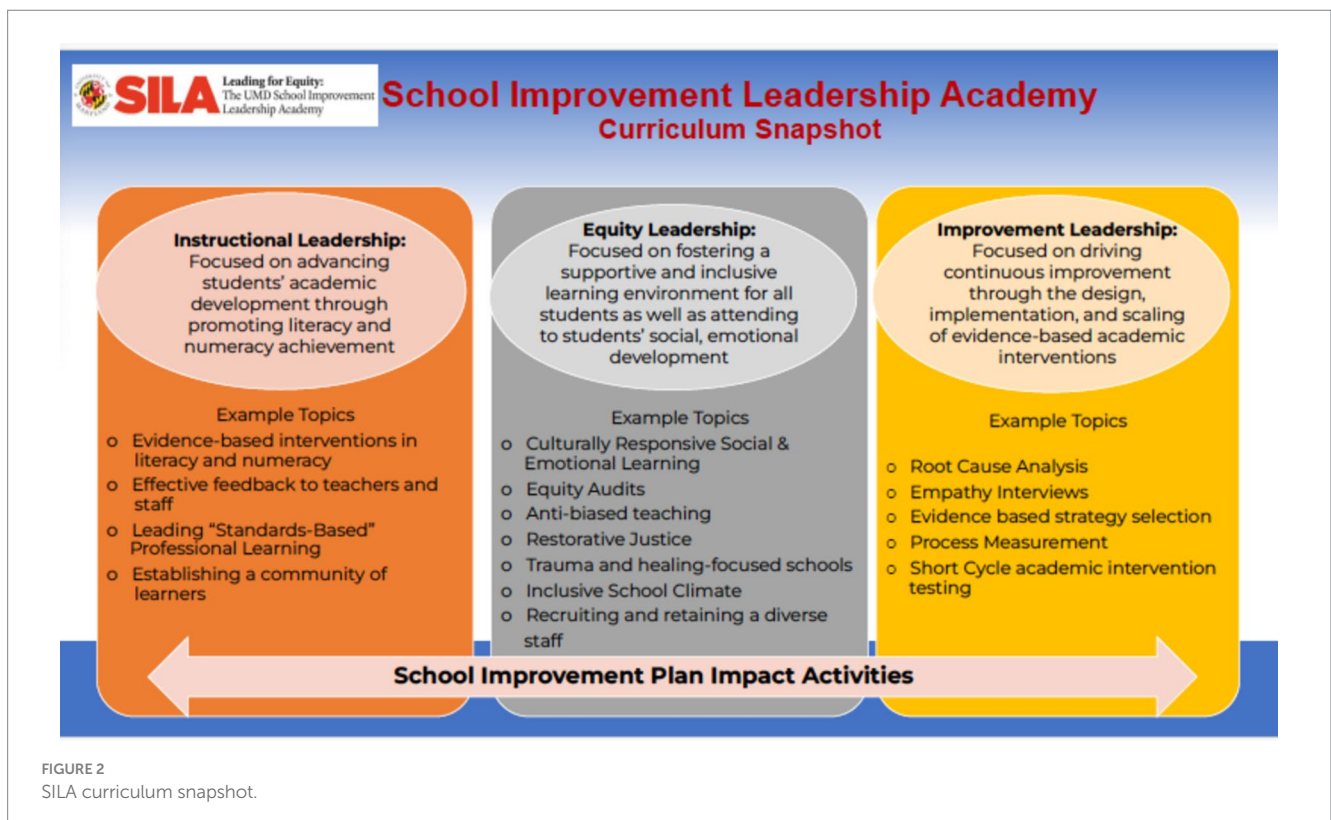 SILA
Leading for Equity:
The UMD School Improvement
Leadership Academy
School Improvement Leadership Academy
Curriculum Snapshot
Instructional Leadership:
Focused on advancing
students' academic
development through
promoting literacy and
numeracy achievement
Example Topics
o Evidence-based interventions in
literacy and numeracy
o Effective feedback to teachers and
staff
o Leading “Standards-Based”
Professional Learning
o Establishing a community of
learners
Equity Leadership:
Focused on fostering a
supportive and inclusive
learning environment for all
students as well as attending
to students' social, emotional
development
Example Topics
o Culturally Responsive Social &
Emotional Learning
o Equity Audits
o Anti-biased teaching
o Restorative Justice
o Trauma and healing-focused schools
o Inclusive School Climate
o Recruiting and retaining a diverse
staff
Improvement Leadership:
Focused on driving
continuous improvement
through the design,
implementation, and scaling
of evidence-based academic
interventions
Example Topics
o Root Cause Analysis
o Empathy Interviews
o Evidence based strategy selection
o Process Measurement
o Short Cycle academic intervention
testing
School Improvement Plan Impact Activities
FIGURE 2
SILA curriculum snapshot.